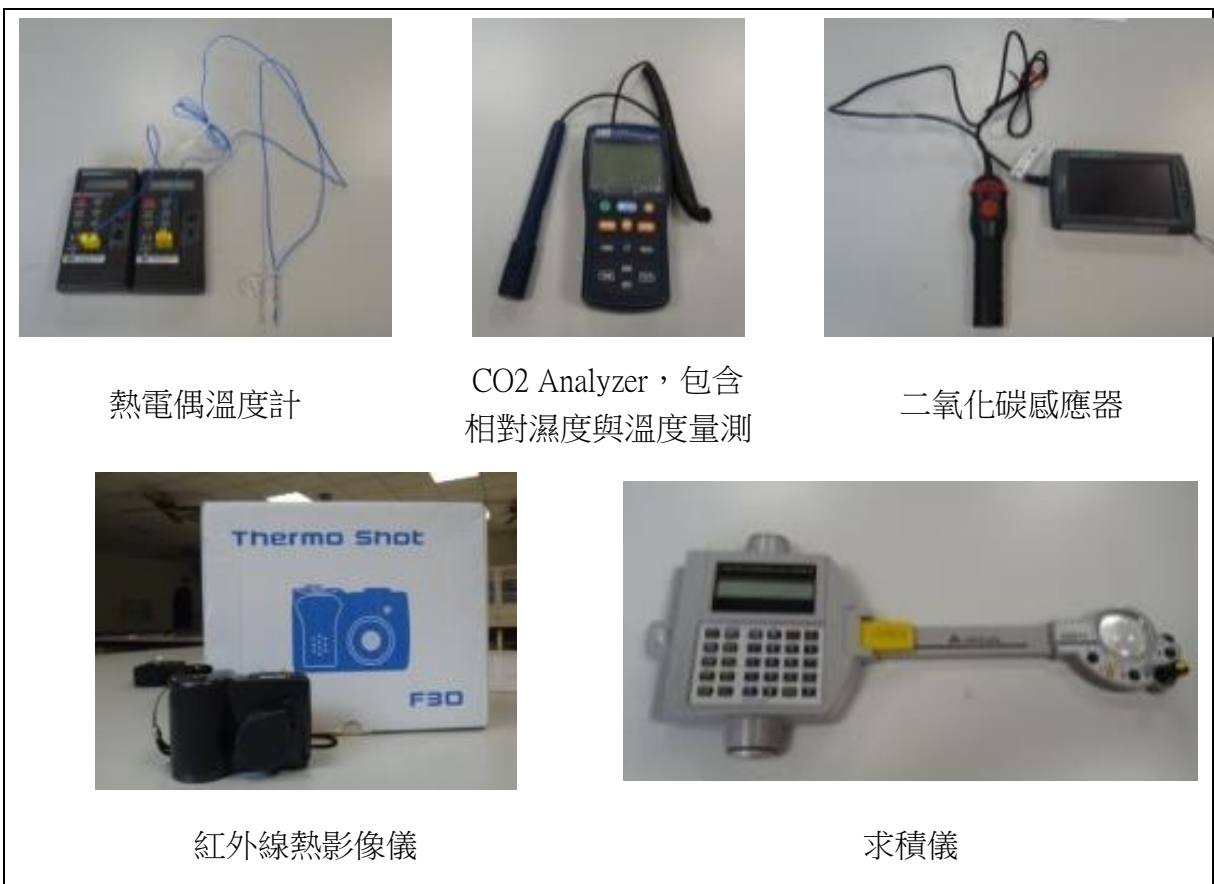 熱電偶溫度計
CO2 Analyzer，包含
相對濕度與溫度量測
二氧化碳感應器
Thermo Shot
F30
紅外線熱影像儀
求積儀